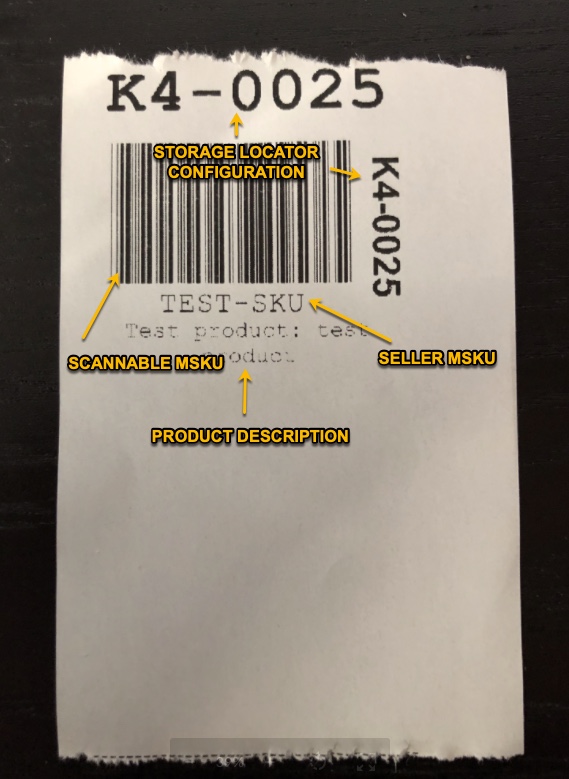 K4-0025
STORAGE LOCATOR
CONFIGURATION
K4-0025
TEST-SKU
Test product: test
product
SCANNABLE MSKU
SELLER MSKU
PRODUCT DESCRIPTION